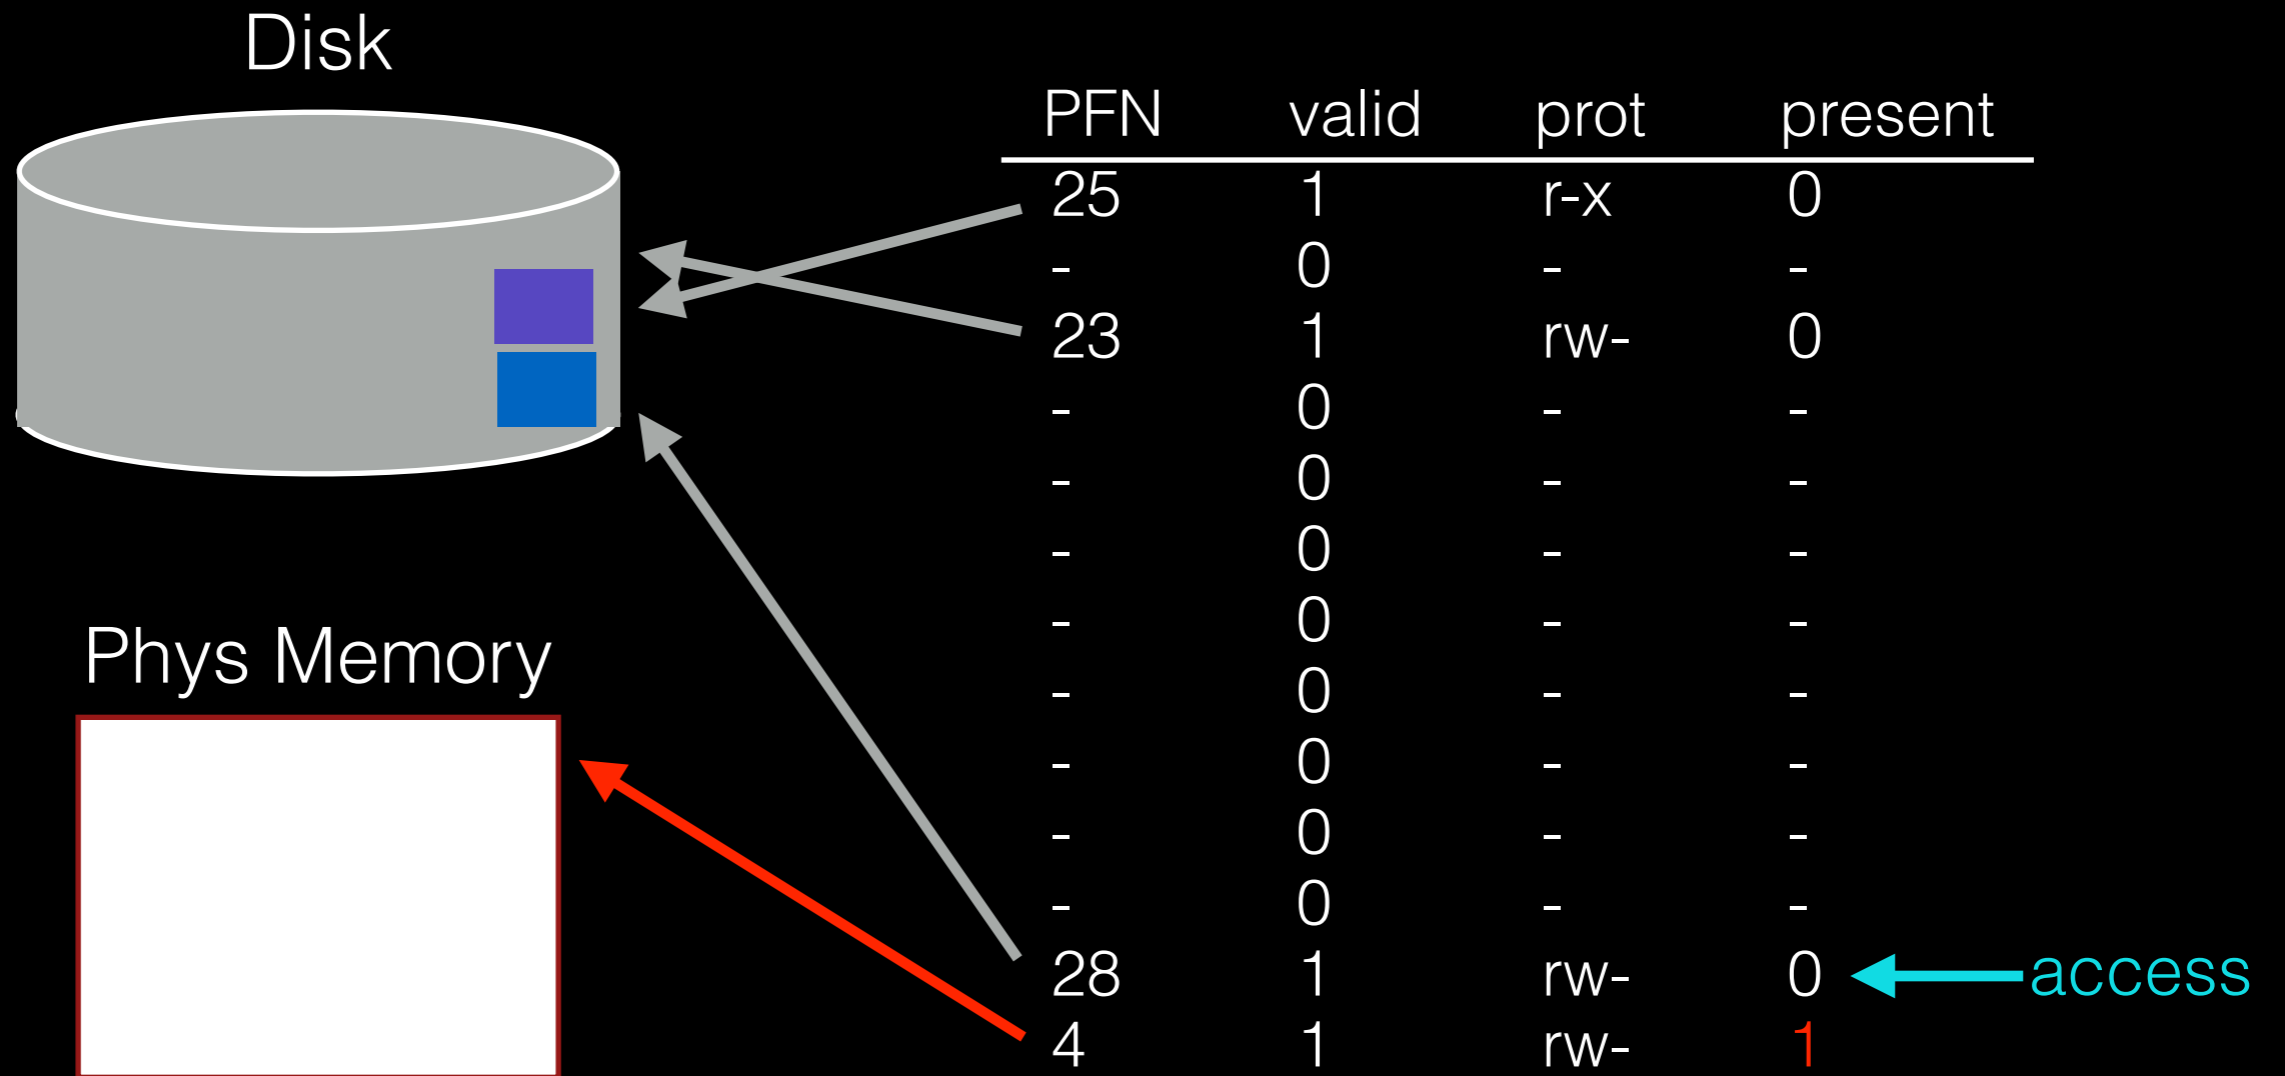 Disk
PFN valid prot present
25 1 r-x 0
- 0 - -
23 1 rw- 0
- 0 - -
- 0 - -
- 0 - -
- 0 - -
- 0 - -
- 0 - -
- 0 - -
- 0 - -
28 1 rw- 0 access
4 1 rw- 1
Phys Memory